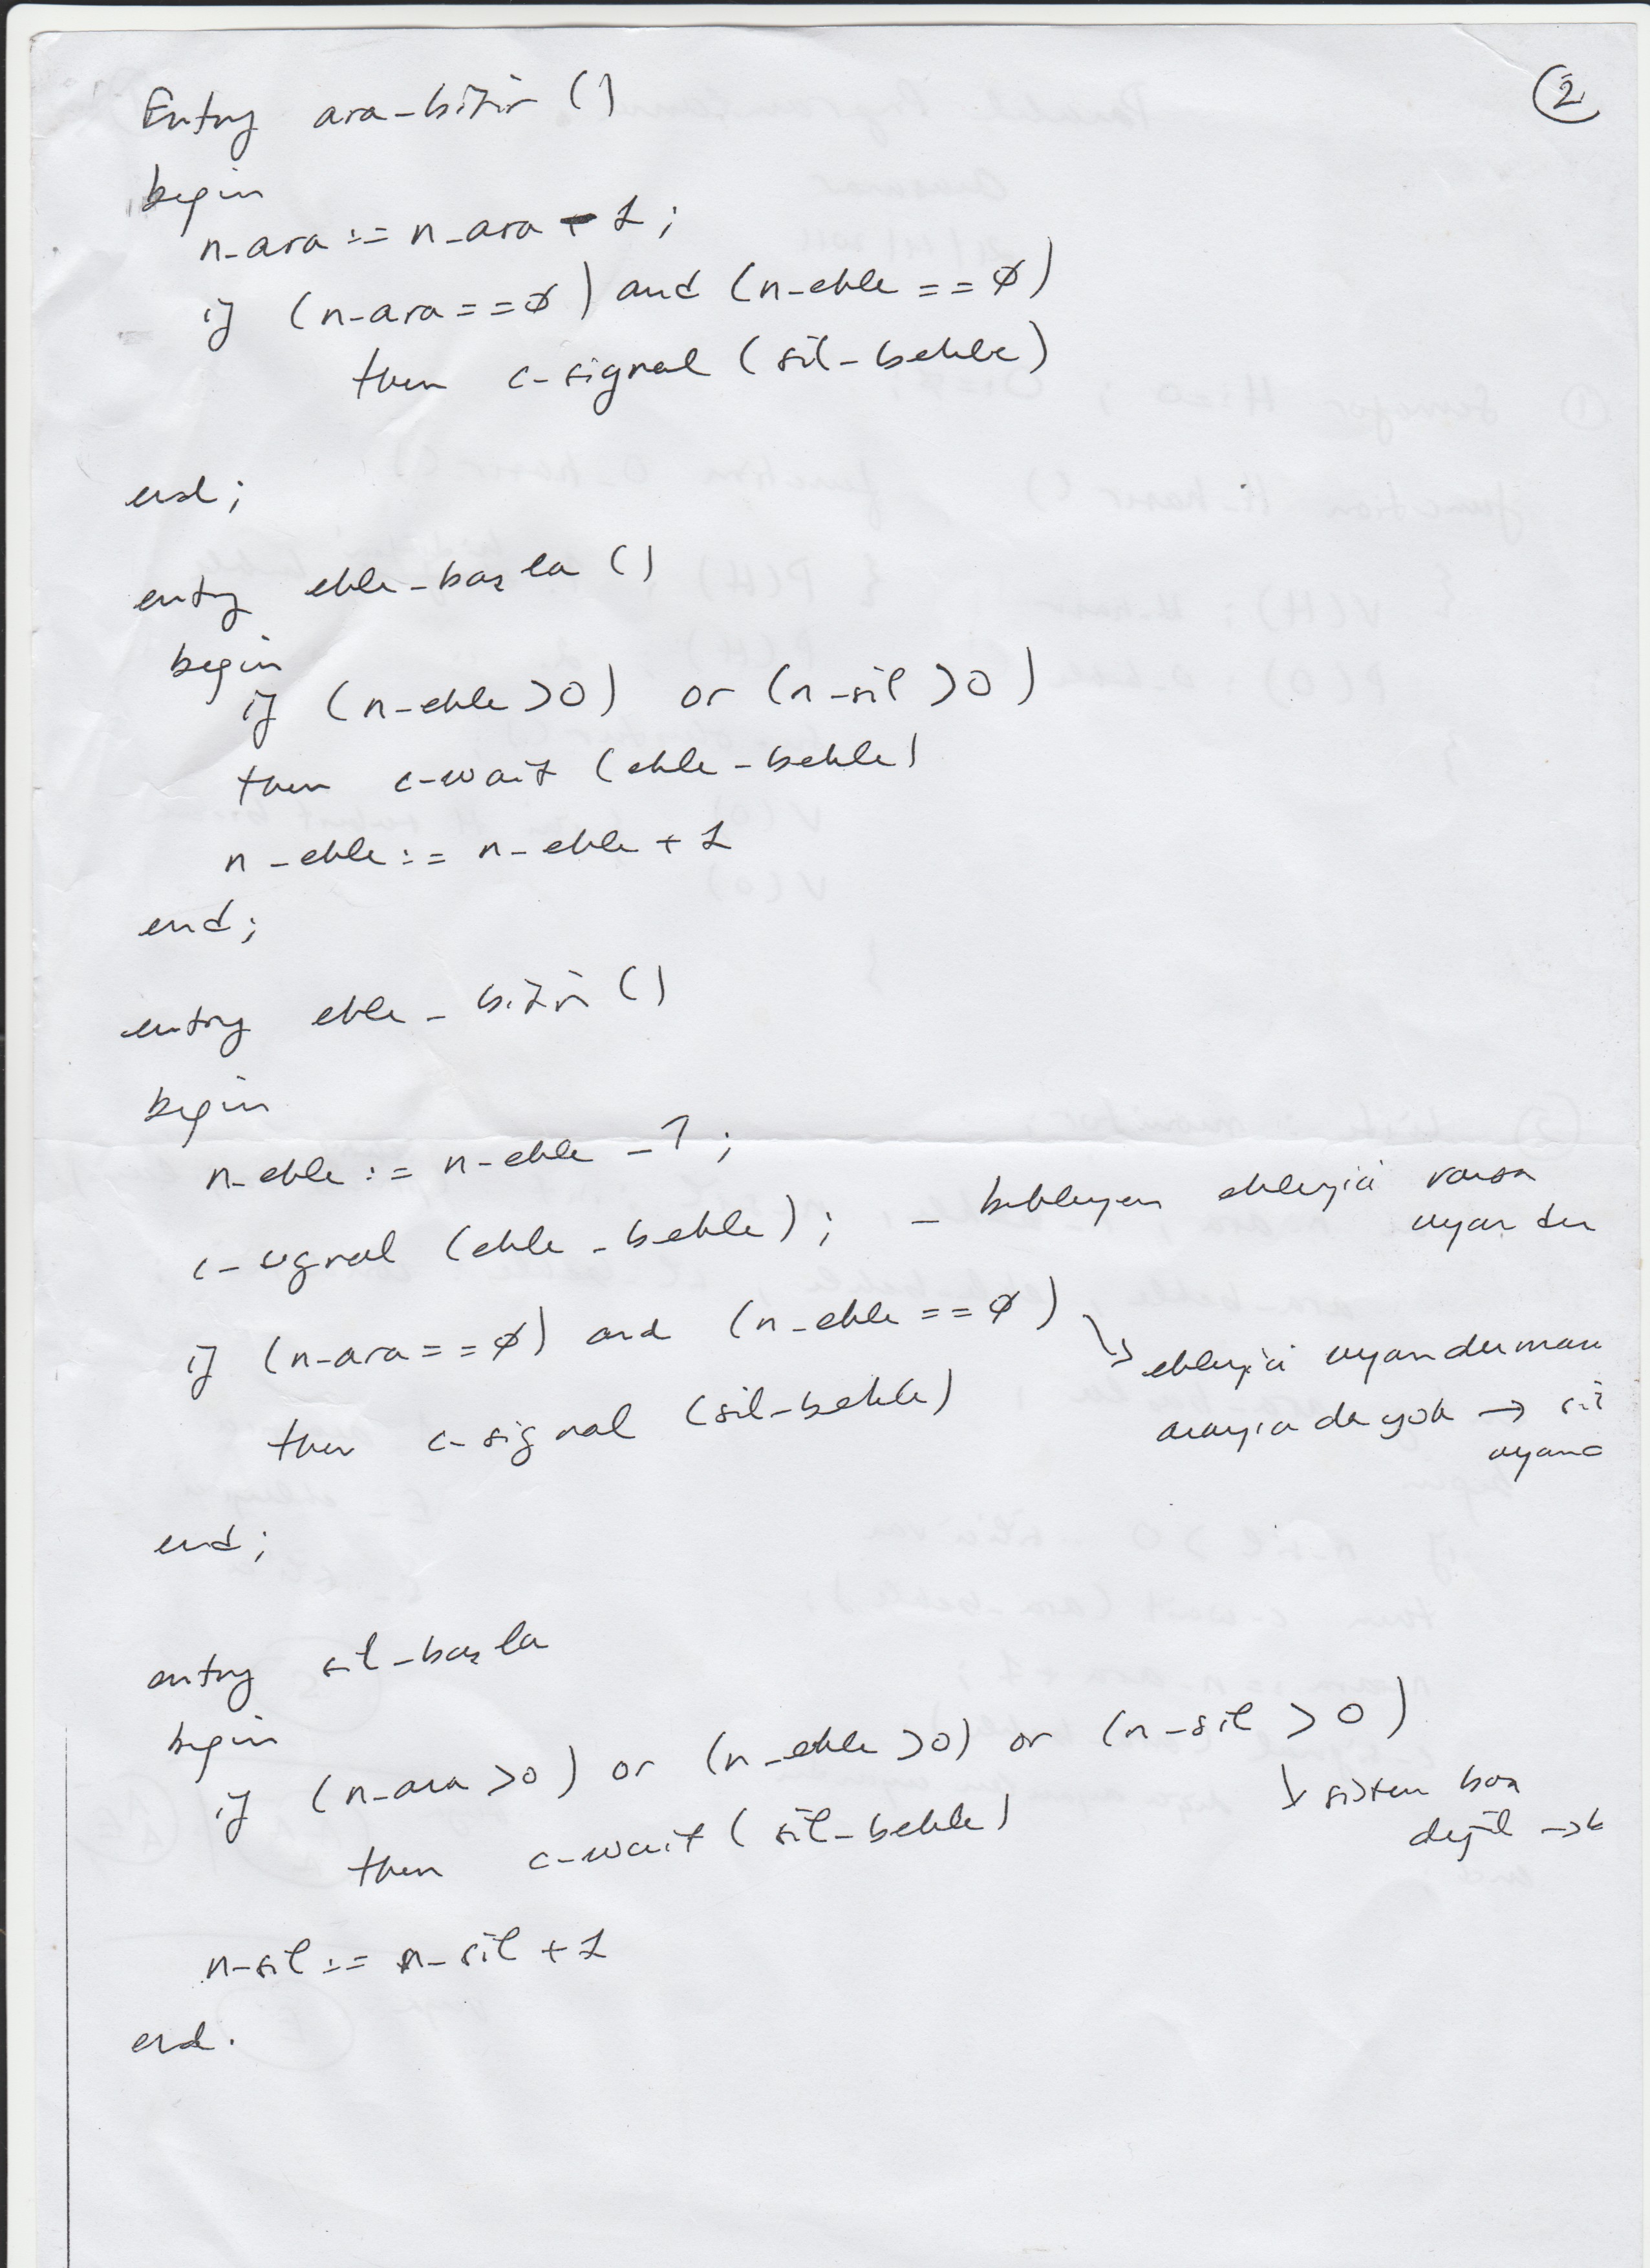 2
Entry ara-bitir ()
begin
n-ara := n-ara - 1 ;
if (n-ara == ∅) and (n-ekle == ∅)
then c-signal (sil-bekle)
end ;
entry ekle-başla ()
begin
if (n-ekle > 0) or (n-sil > 0)
then c-wait (ekle-bekle)
n-ekle := n-ekle + 1
end ;
entry ekle-bitir ()
begin
n-ekle := n-ekle - 1 ;
c-signal (ekle-bekle) ; - bekleyen ekleyici varsa
uyandır
if (n-ara == ∅) and (n-ekle == ∅)
↘ ekleyici uyandırmamı
then c-signal (sil-bekle)
arayıcı da yok → sil
uyand
end ;
entry sil-başla
begin
if (n-ara > 0) or (n-ekle > 0) or (n-sil > 0)
↘ sistem boş
then c-wait (sil-bekle)
değil →
n-sil := n-sil + 1
end.